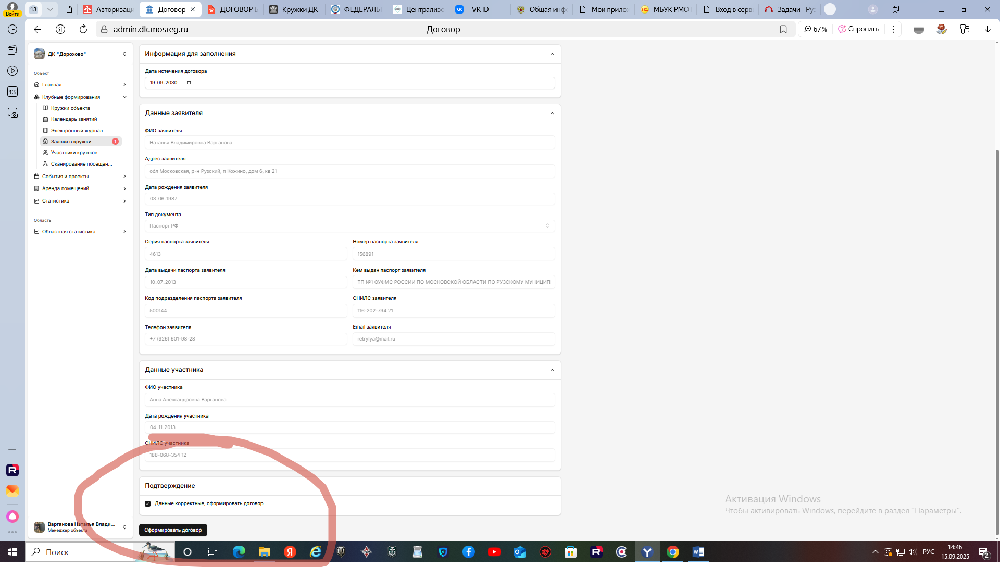 Войти
13
Авторизаци
Договор
ДОГОВОР Б
Кружки ДК
ФЕДЕРАЛЬ
Централизо
VK ID
Общая инф
Мои прилож
МБУК РМО
Вход в серв
Задачи - Ру
admin.dk.mosreg.ru
Договор
67 %
Спросить
13
ДК "Дорохово"
Объект
Главная
Клубные формирования
Кружки объекта
Календарь занятий
Электронный журнал
Заявки в кружки
1
Участники кружков
Сканирование посещен...
События и проекты
Аренда помещений
Статистика
Область
Областная статистика
Варганова Наталья Влади...
Менеджер объекта
Информация для заполнения
Дата истечения договора
19.09.2030
Данные заявителя
ФИО заявителя
Наталья Владимировна Варганова
Адрес заявителя
обл Московская, р-н Рузский, п Кожино, дом 6, кв 21
Дата рождения заявителя
03.06.1987
Тип документа
Паспорт РФ
Серия паспорта заявителя
4613
Номер паспорта заявителя
156891
Дата выдачи паспорта заявителя
10.07.2013
Кем выдан паспорт заявителя
ТП №1 ОУФМС РОССИИ ПО МОСКОВСКОЙ ОБЛАСТИ ПО РУЗСКОМУ МУНИЦИП
Код подразделения паспорта заявителя
500144
СНИЛС заявителя
116-202-794 21
Телефон заявителя
+7 (926) 601-98-28
Email заявителя
retrylya@mail.ru
Данные участника
ФИО участника
Анна Александровна Варганова
Дата рождения участника
04.11.2013
СНИЛС участника
188-068-354 12
Подтверждение
Данные корректные, сформировать договор
Сформировать договор
Активация Windows
Чтобы активировать Windows, перейдите в раздел "Параметры".
Поиск
РУС
14:46
15.09.2025
2